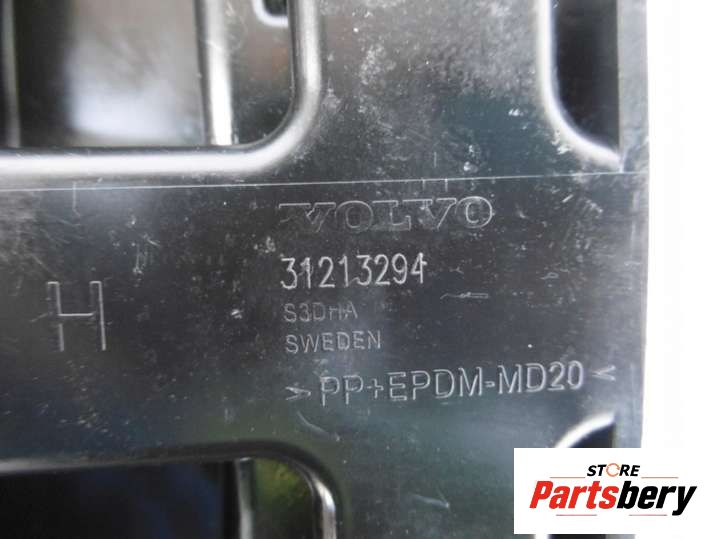 VOLVO
31213294
H
S3DHA
SWEDEN
>PP+EPDM-MD20<
STORE
Partsbery